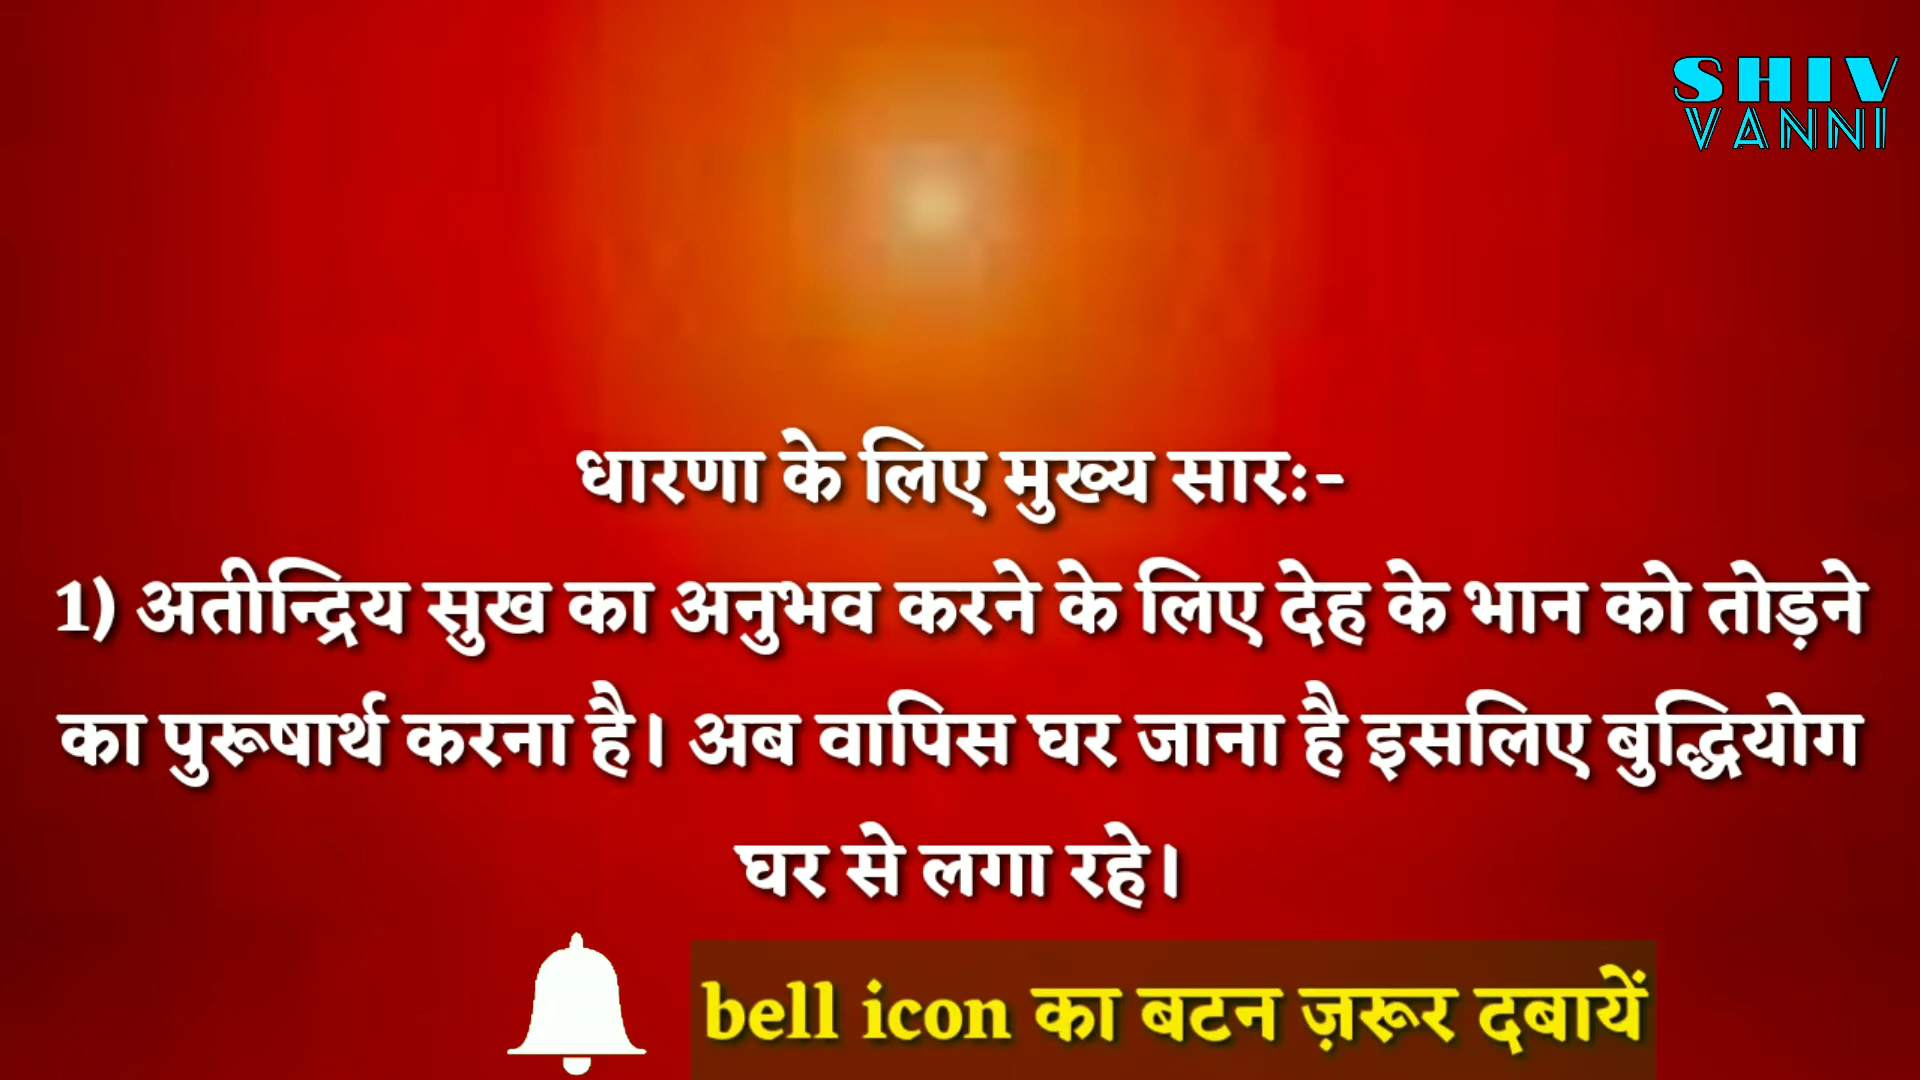 SHIV
VANNI
धारणा के लिए मुख्य सारः-
1) अतीन्द्रिय सुख का अनुभव करने के लिए देह के भान को तोड़ने
का पुरूषार्थ करना है। अब वापिस घर जाना है इसलिए बुद्धियोग
घर से लगा रहे।
bell icon का बटन ज़रूर दबायें